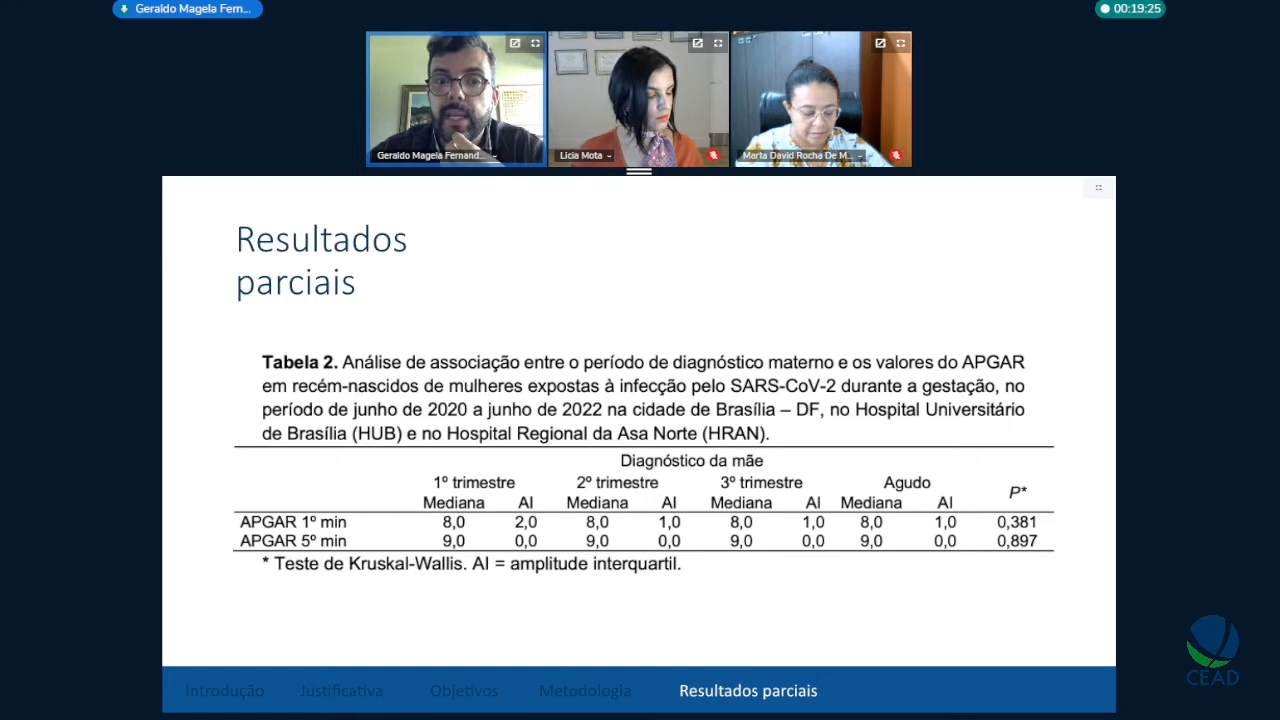 Geraldo Magela Fern...
00:19:25
Geraldo Magela Fernand...
Licia Mota
Marta David Rocha De M...
Resultados
parciais
Tabela 2. Análise de associação entre o período de diagnóstico materno e os valores do APGAR
em recém-nascidos de mulheres expostas à infecção pelo SARS-CoV-2 durante a gestação, no
período de junho de 2020 a junho de 2022 na cidade de Brasília – DF, no Hospital Universitário
de Brasília (HUB) e no Hospital Regional da Asa Norte (HRAN).
Diagnóstico da mãe
1º trimestre 2º trimestre 3º trimestre Agudo P*
Mediana AI Mediana AI Mediana AI Mediana AI
APGAR 1º min 8,0 2,0 8,0 1,0 8,0 1,0 8,0 1,0 0,381
APGAR 5º min 9,0 0,0 9,0 0,0 9,0 0,0 9,0 0,0 0,897
* Teste de Kruskal-Wallis. AI = amplitude interquartil.
CEAD
Introdução Justificativa Objetivos Metodologia Resultados parciais